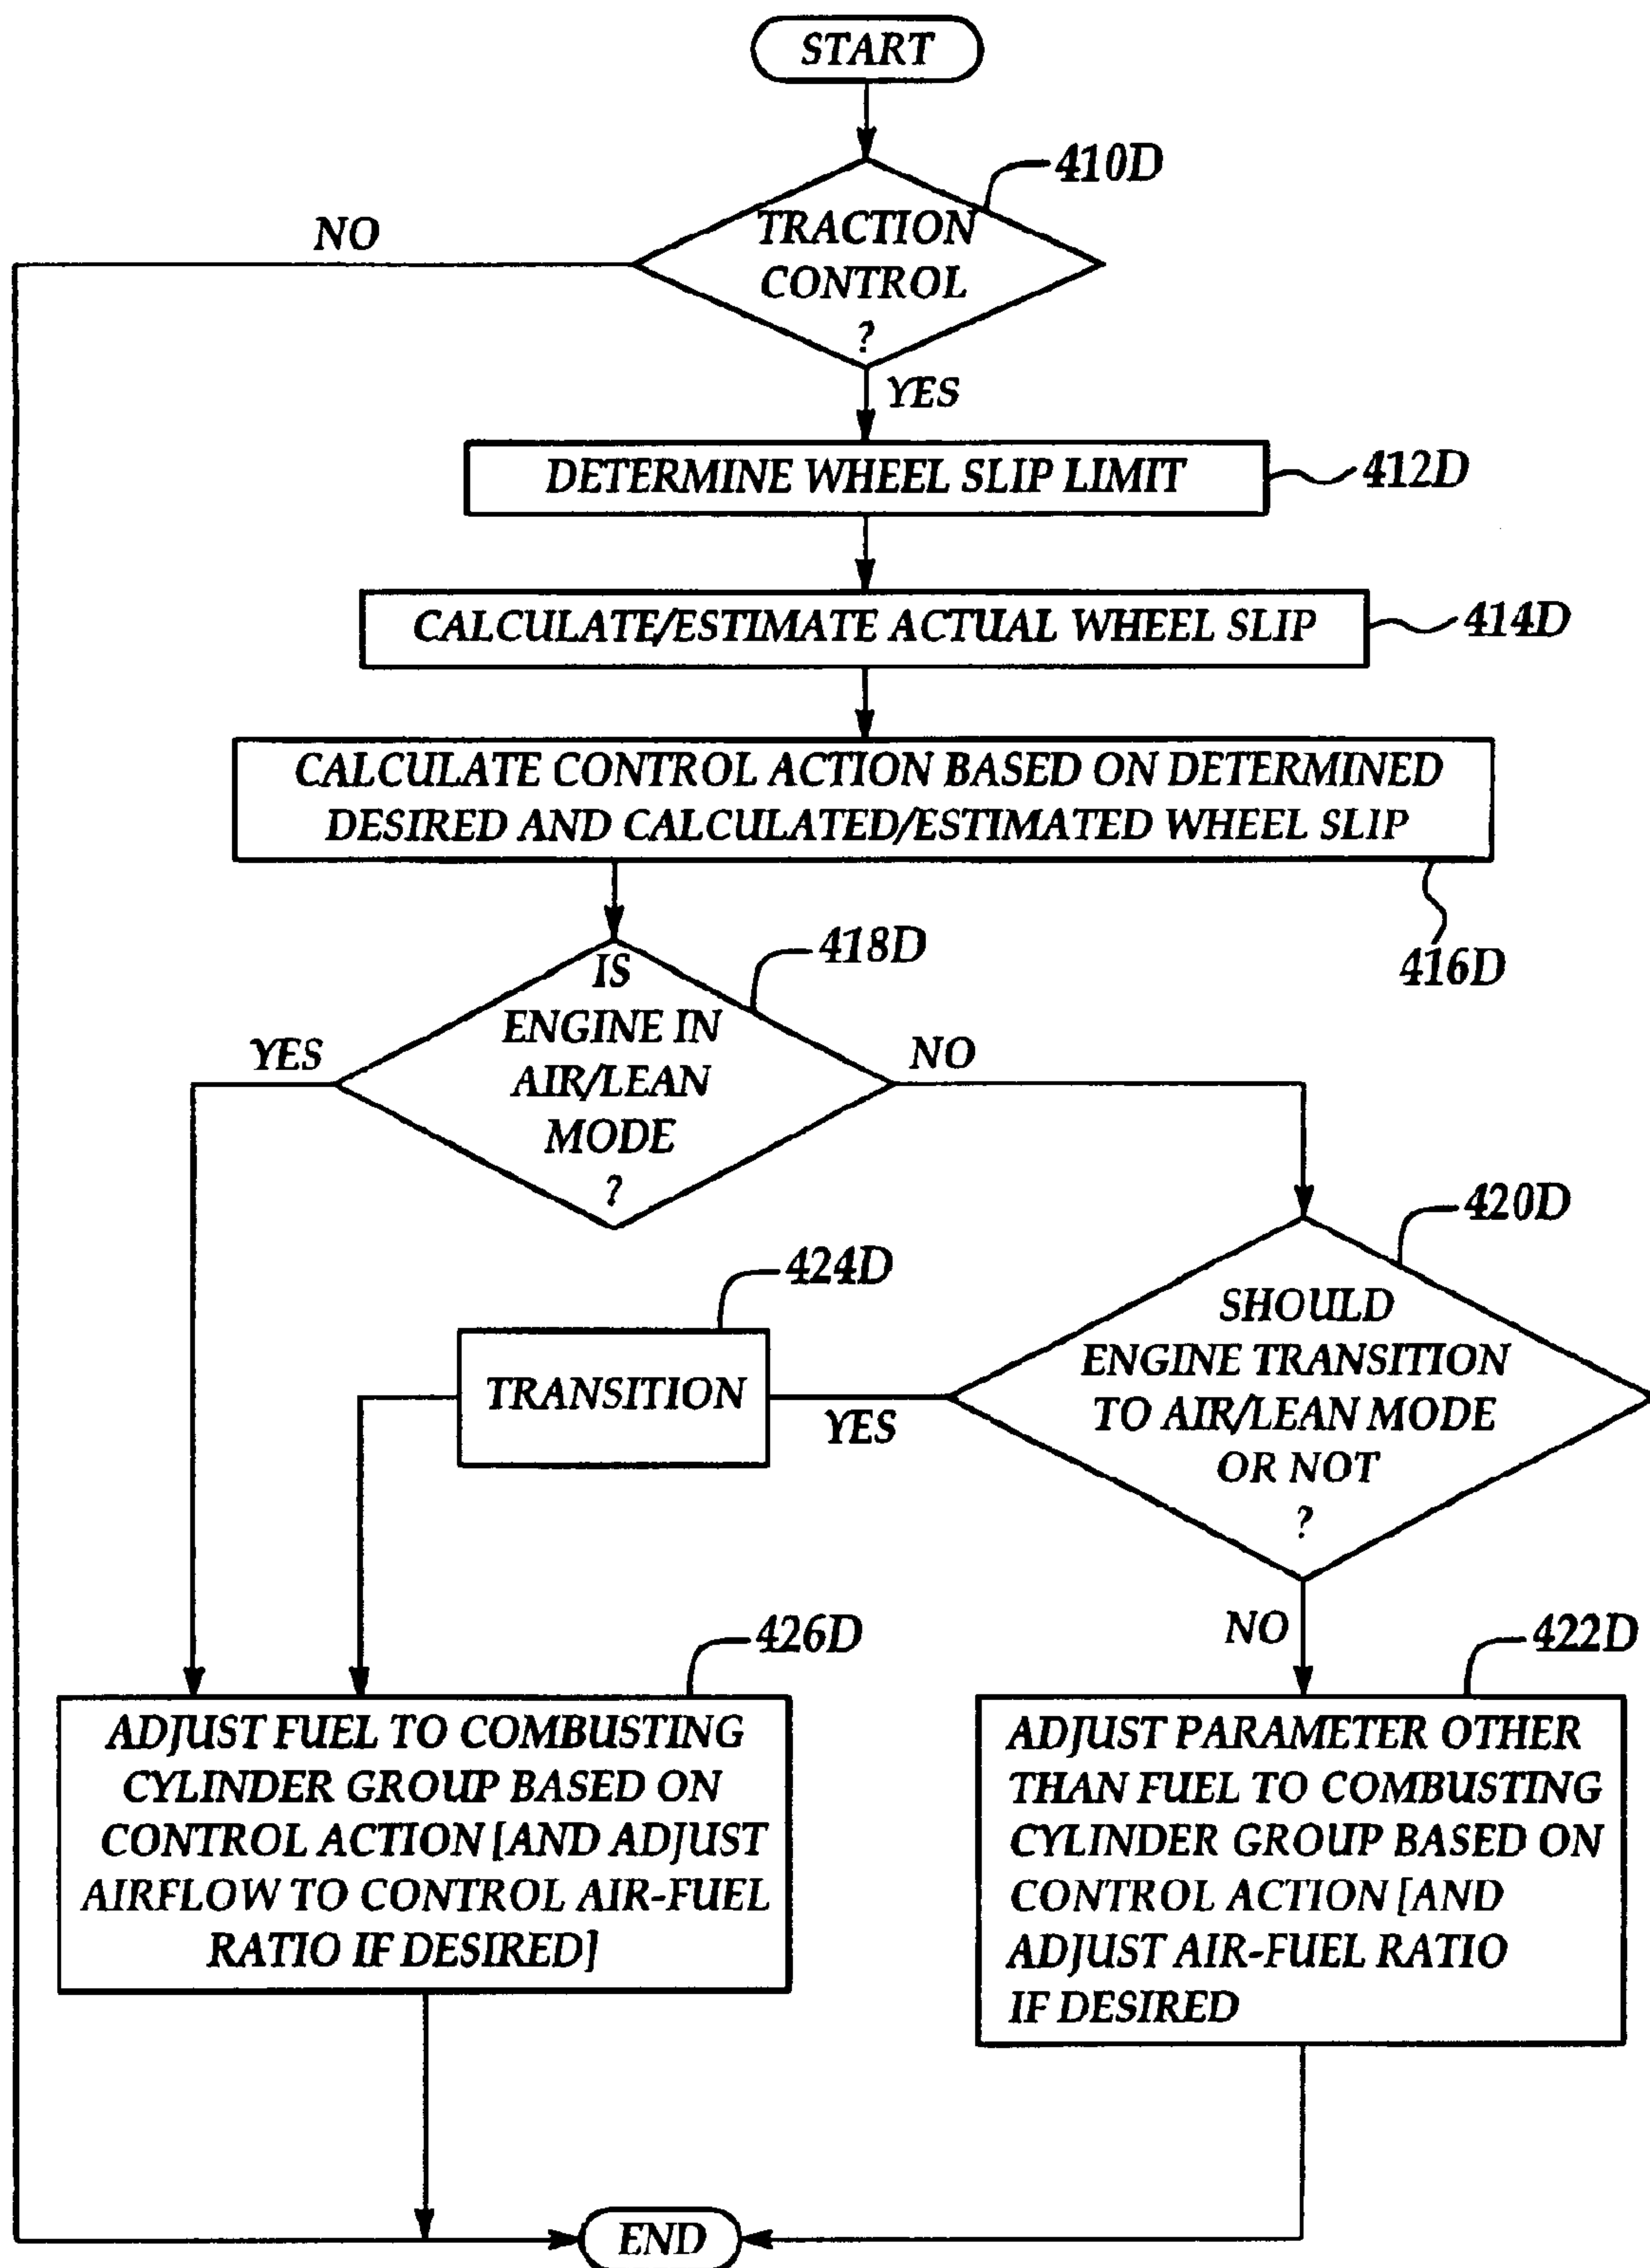 START
410D
TRACTION
CONTROL
?
NO
YES
DETERMINE WHEEL SLIP LIMIT
412D
CALCULATE/ESTIMATE ACTUAL WHEEL SLIP
414D
CALCULATE CONTROL ACTION BASED ON DETERMINED
DESIRED AND CALCULATED/ESTIMATED WHEEL SLIP
416D
418D
IS
ENGINE IN
AIR/LEAN
MODE
?
YES
NO
420D
SHOULD
ENGINE TRANSITION
TO AIR/LEAN MODE
OR NOT
?
424D
TRANSITION
YES
NO
426D
ADJUST FUEL TO COMBUSTING
CYLINDER GROUP BASED ON
CONTROL ACTION [AND ADJUST
AIRFLOW TO CONTROL AIR-FUEL
RATIO IF DESIRED]
422D
ADJUST PARAMETER OTHER
THAN FUEL TO COMBUSTING
CYLINDER GROUP BASED ON
CONTROL ACTION [AND
ADJUST AIR-FUEL RATIO
IF DESIRED
END